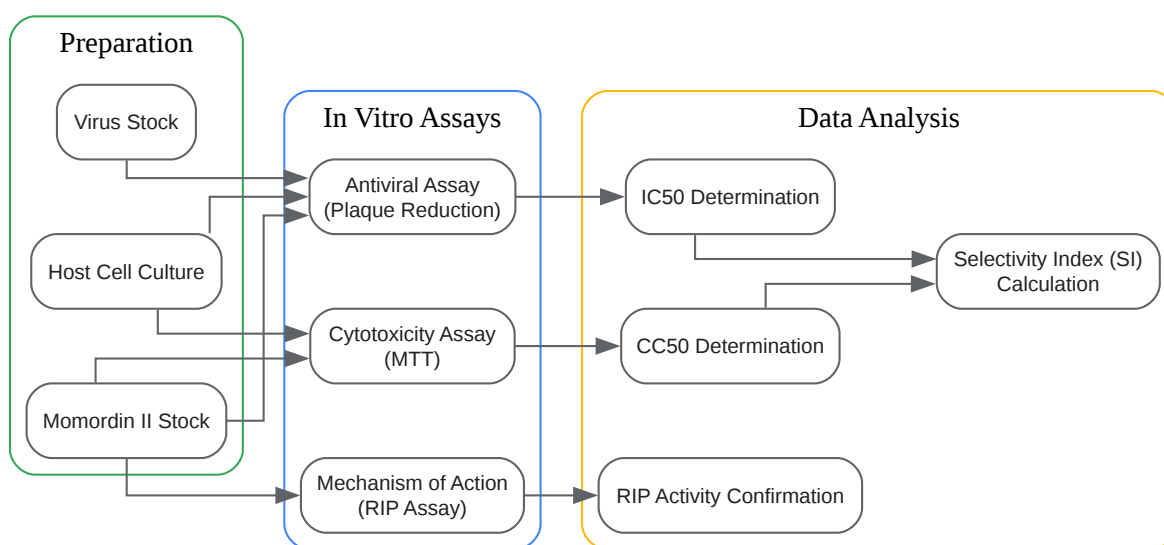 Preparation
Virus Stock
Host Cell Culture
Momordin II Stock
In Vitro Assays
Antiviral Assay
(Plaque Reduction)
Cytotoxicity Assay
(MTT)
Mechanism of Action
(RIP Assay)
Data Analysis
IC50 Determination
CC50 Determination
RIP Activity Confirmation
Selectivity Index (SI)
Calculation